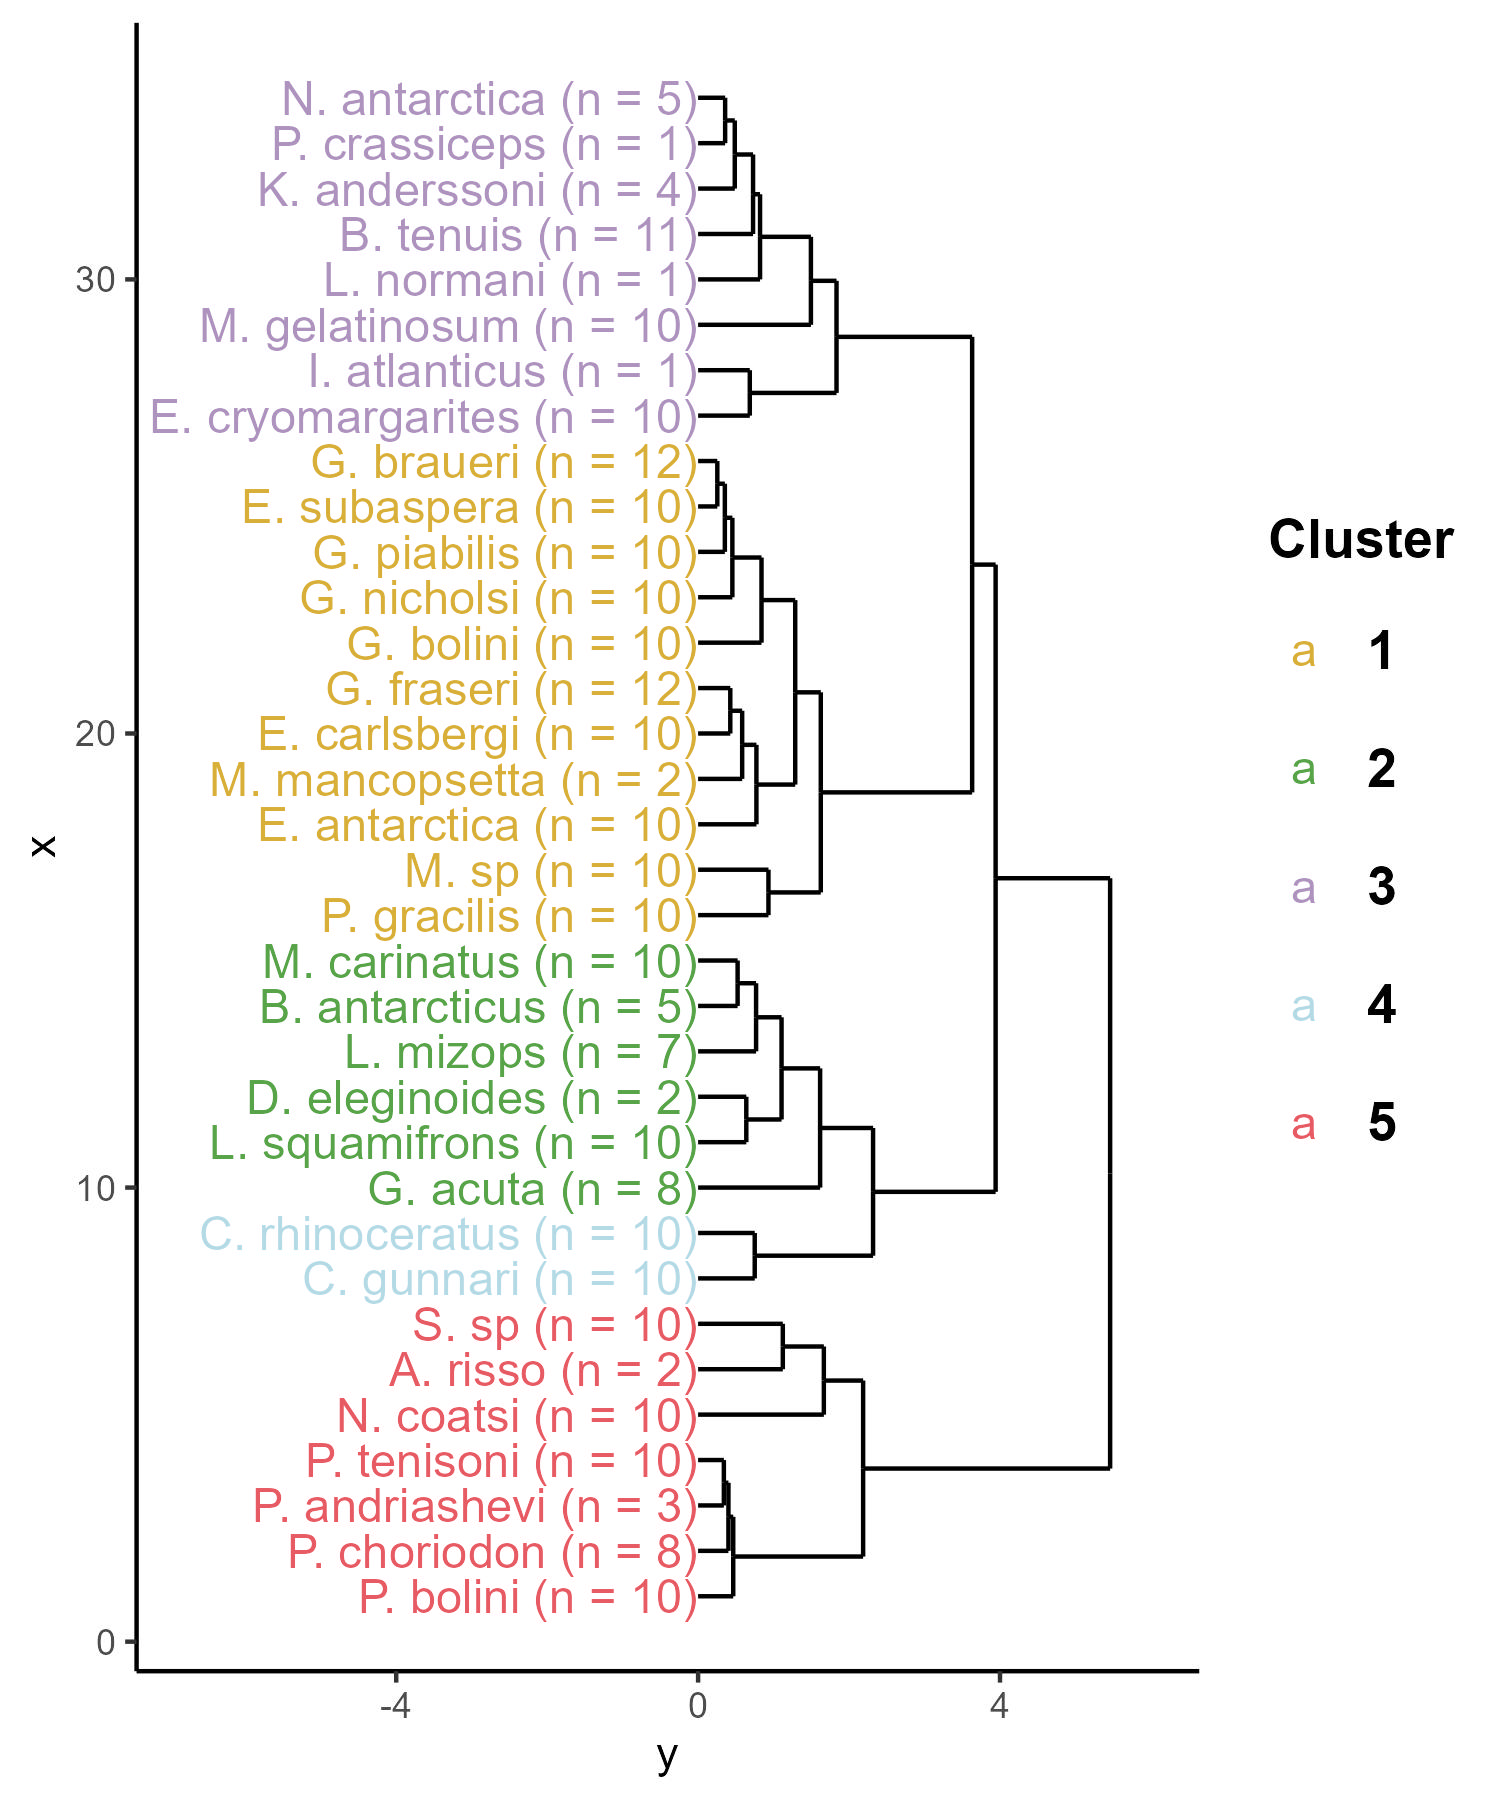 N. antarctica (n = 5)
P. crassiceps (n = 1)
K. anderssoni (n = 4)
B. tenuis (n = 11)
L. normani (n = 1)
M. gelatinosum (n = 10)
I. atlanticus (n = 1)
E. cryomargarites (n = 10)
G. braueri (n = 12)
E. subaspera (n = 10)
G. piabilis (n = 10)
G. nicholsi (n = 10)
G. bolini (n = 10)
G. fraseri (n = 12)
E. carlsbergi (n = 10)
M. mancopsetta (n = 2)
E. antarctica (n = 10)
M. sp (n = 10)
P. gracilis (n = 10)
M. carinatus (n = 10)
B. antarcticus (n = 5)
L. mizops (n = 7)
D. eleginoides (n = 2)
L. squamifrons (n = 10)
G. acuta (n = 8)
C. rhinoceratus (n = 10)
C. gunnari (n = 10)
S. sp (n = 10)
A. risso (n = 2)
N. coatsi (n = 10)
P. tenisoni (n = 10)
P. andriashevi (n = 3)
P. choriodon (n = 8)
P. bolini (n = 10)
30
20
10
0
x
-4 0 4
y
Cluster
a 1
a 2
a 3
a 4
a 5